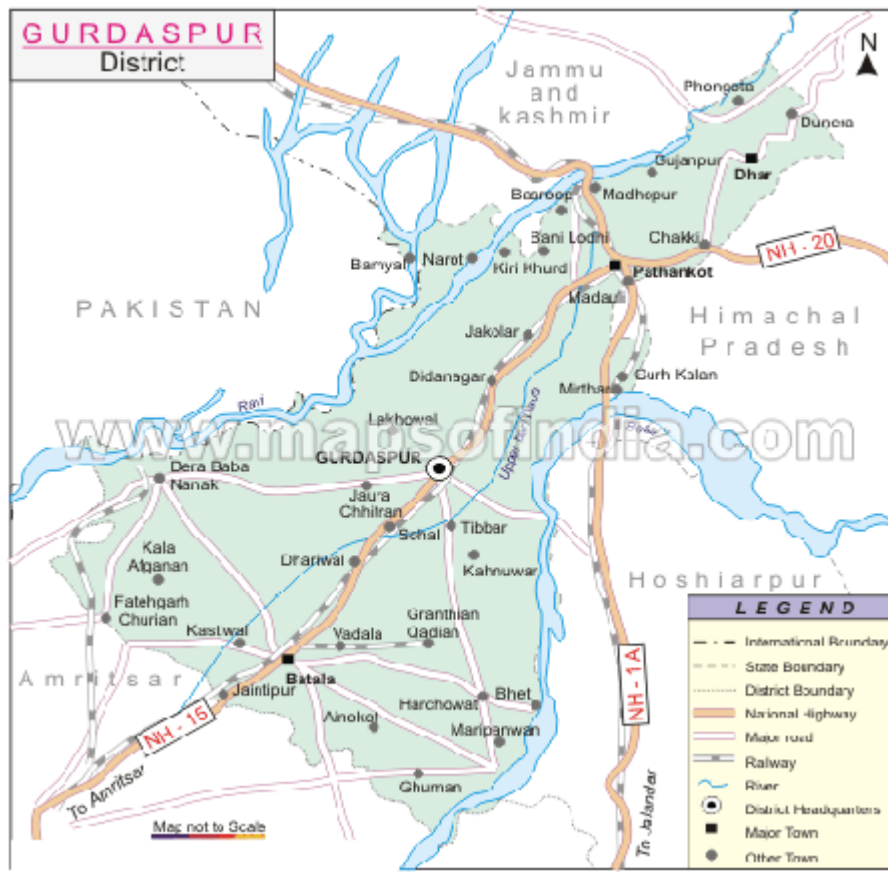 GURDASPUR
District
N
Jammu
and
kashmir
Phongota
Dunera
Gujanpur
Dhar
Madhopur
Bani Lodhi
Chakki
NH - 20
Bamyal
Narot
Kiri Khurd
Pathankot
Madauli
PAKISTAN
Himachal
Pradesh
Jakolar
Didanagar
Mirthal
Gurh Kalan
Ravi
Lakhowal
www.mapsofindia.com
GURDASPUR
Dera Baba
Nanak
Jaura
Chhitran
Sohal
Tibbar
Kala
Afganan
Dhariwal
Kahnuwan
Hoshiarpur
Fatehgarh
Churian
Kastwal
Vadala
Granthian
Qadian
Amritsar
Batala
Jaintipur
Harchowat
Bhet
NH - 1A
NH - 15
Ainokol
Maripanwan
Ghuman
To Amritsar
To Jalandar
Map not to Scale
LEGEND
International Boundary
State Boundary
District Boundary
National Highway
Major road
Railway
River
District Headquarters
Major Town
Other Town